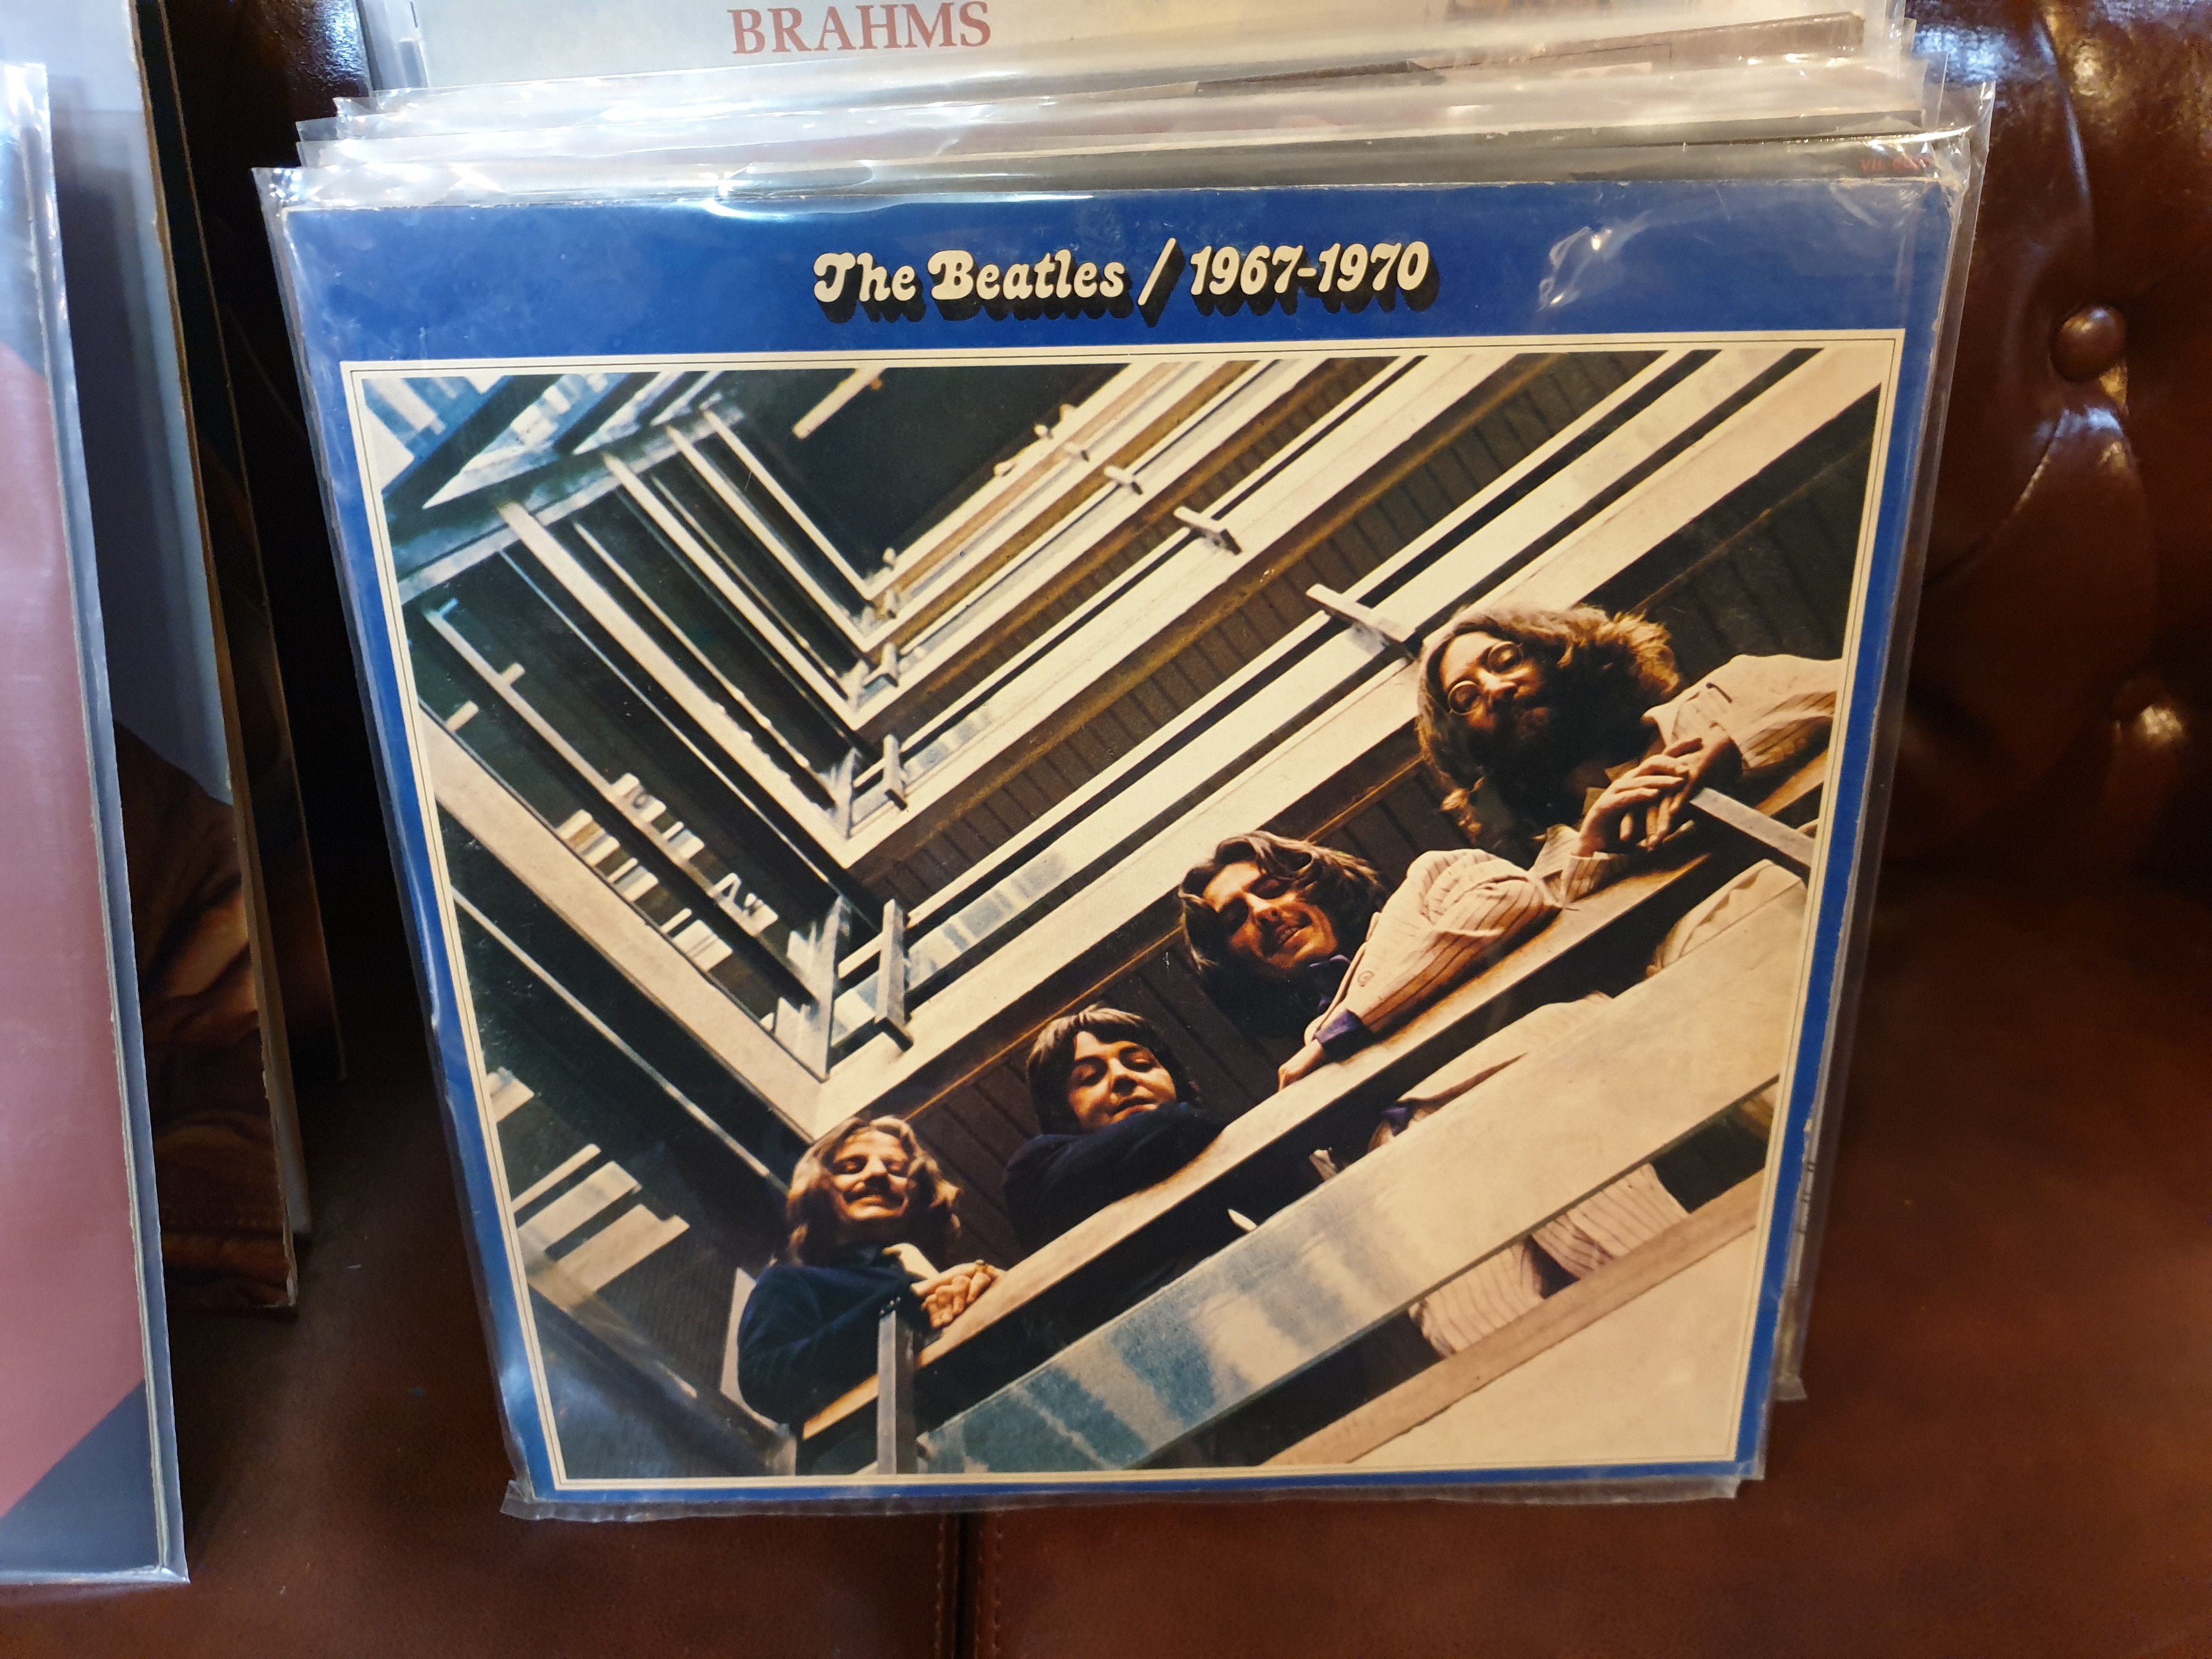 BRAHMS
The Beatles / 1967-1970